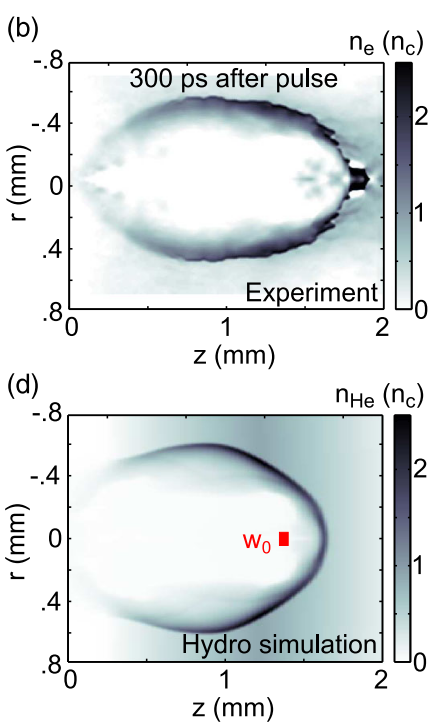 (b)
n_e (n_c)
-.8
300 ps after pulse
2
-.4
r (mm)
0
1
.4
Experiment
.8
0
0
1
2
z (mm)
(d)
n_He (n_c)
-.8
2
-.4
r (mm)
0
w_0
1
.4
Hydro simulation
.8
0
0
1
2
z (mm)